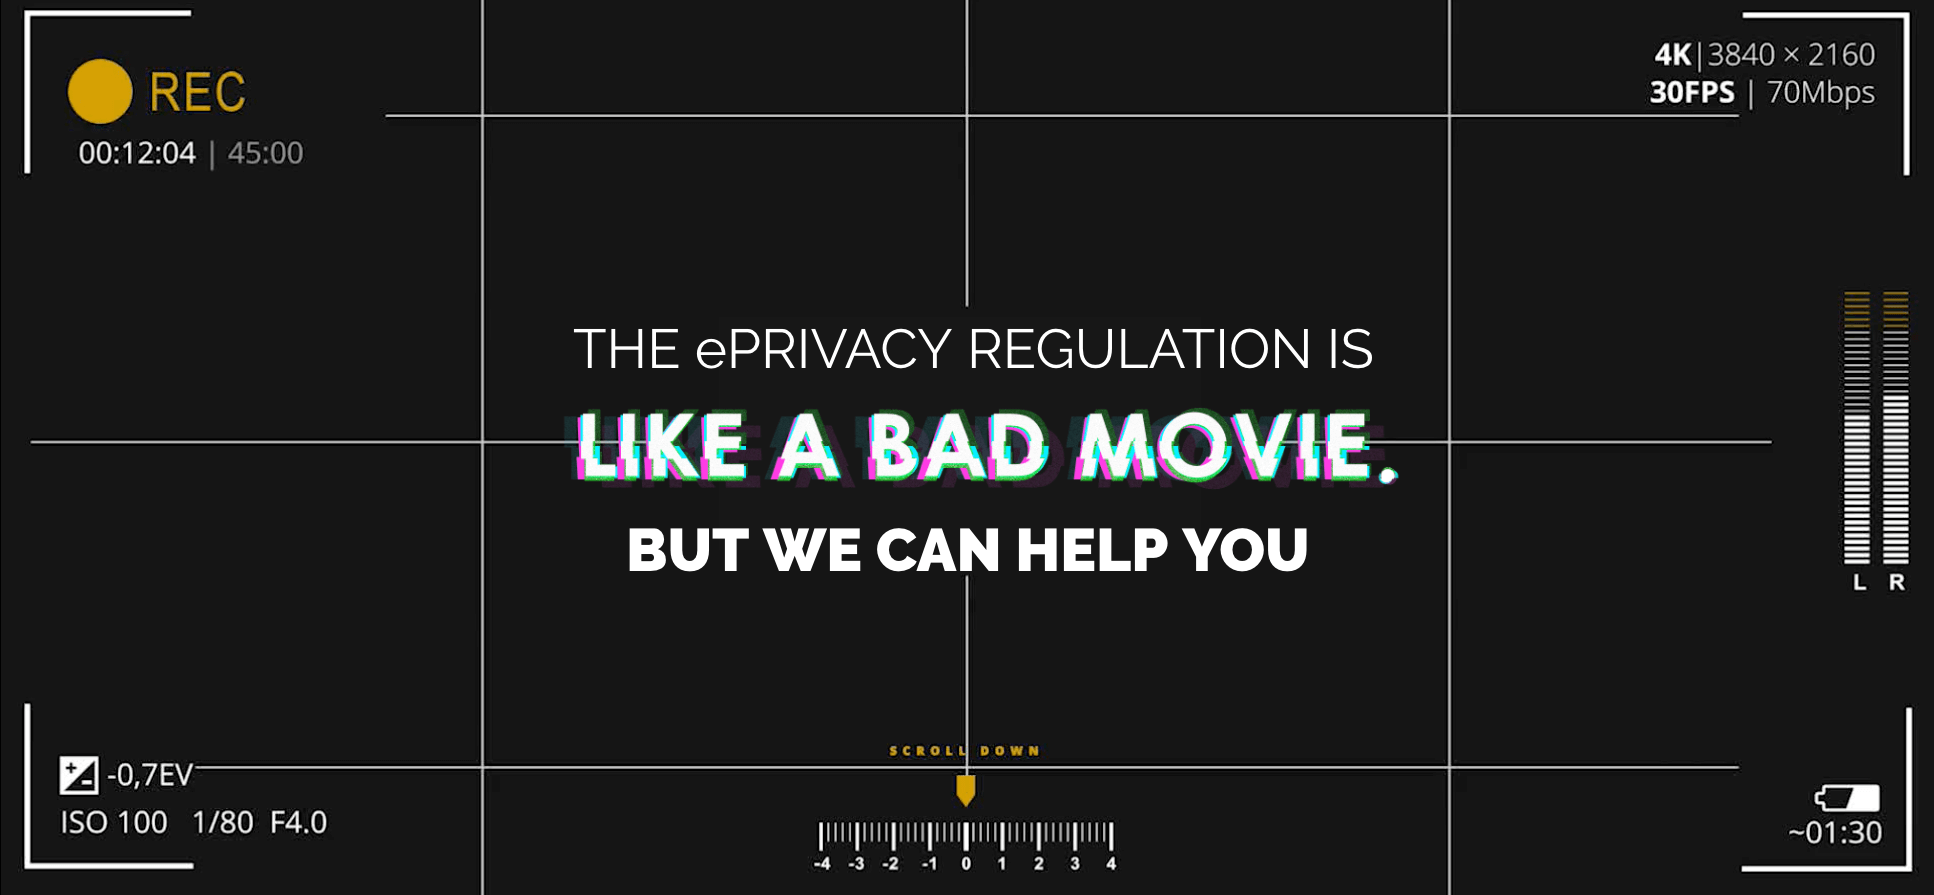 REC
00:12:04 | 45:00
4K|3840 × 2160
30FPS | 70Mbps
THE ePRIVACY REGULATION IS
LIKE A BAD MOVIE.
BUT WE CAN HELP YOU
L R
SCROLL DOWN
-0,7EV
ISO 100 1/80 F4.0
-4 -3 -2 -1 0 1 2 3 4
~01:30